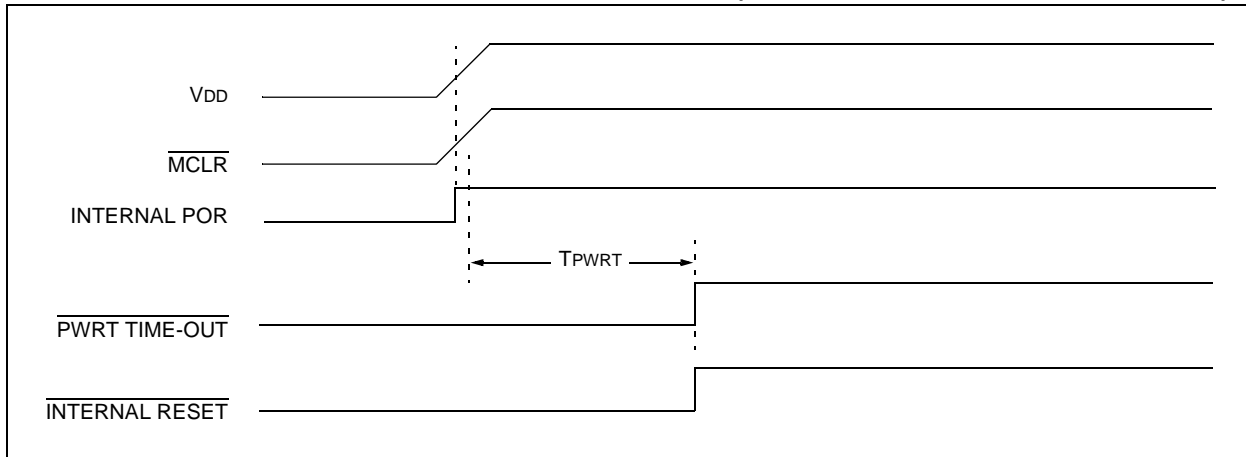 VDD
MCLR
INTERNAL POR
TPWRT
PWRT TIME-OUT
INTERNAL RESET